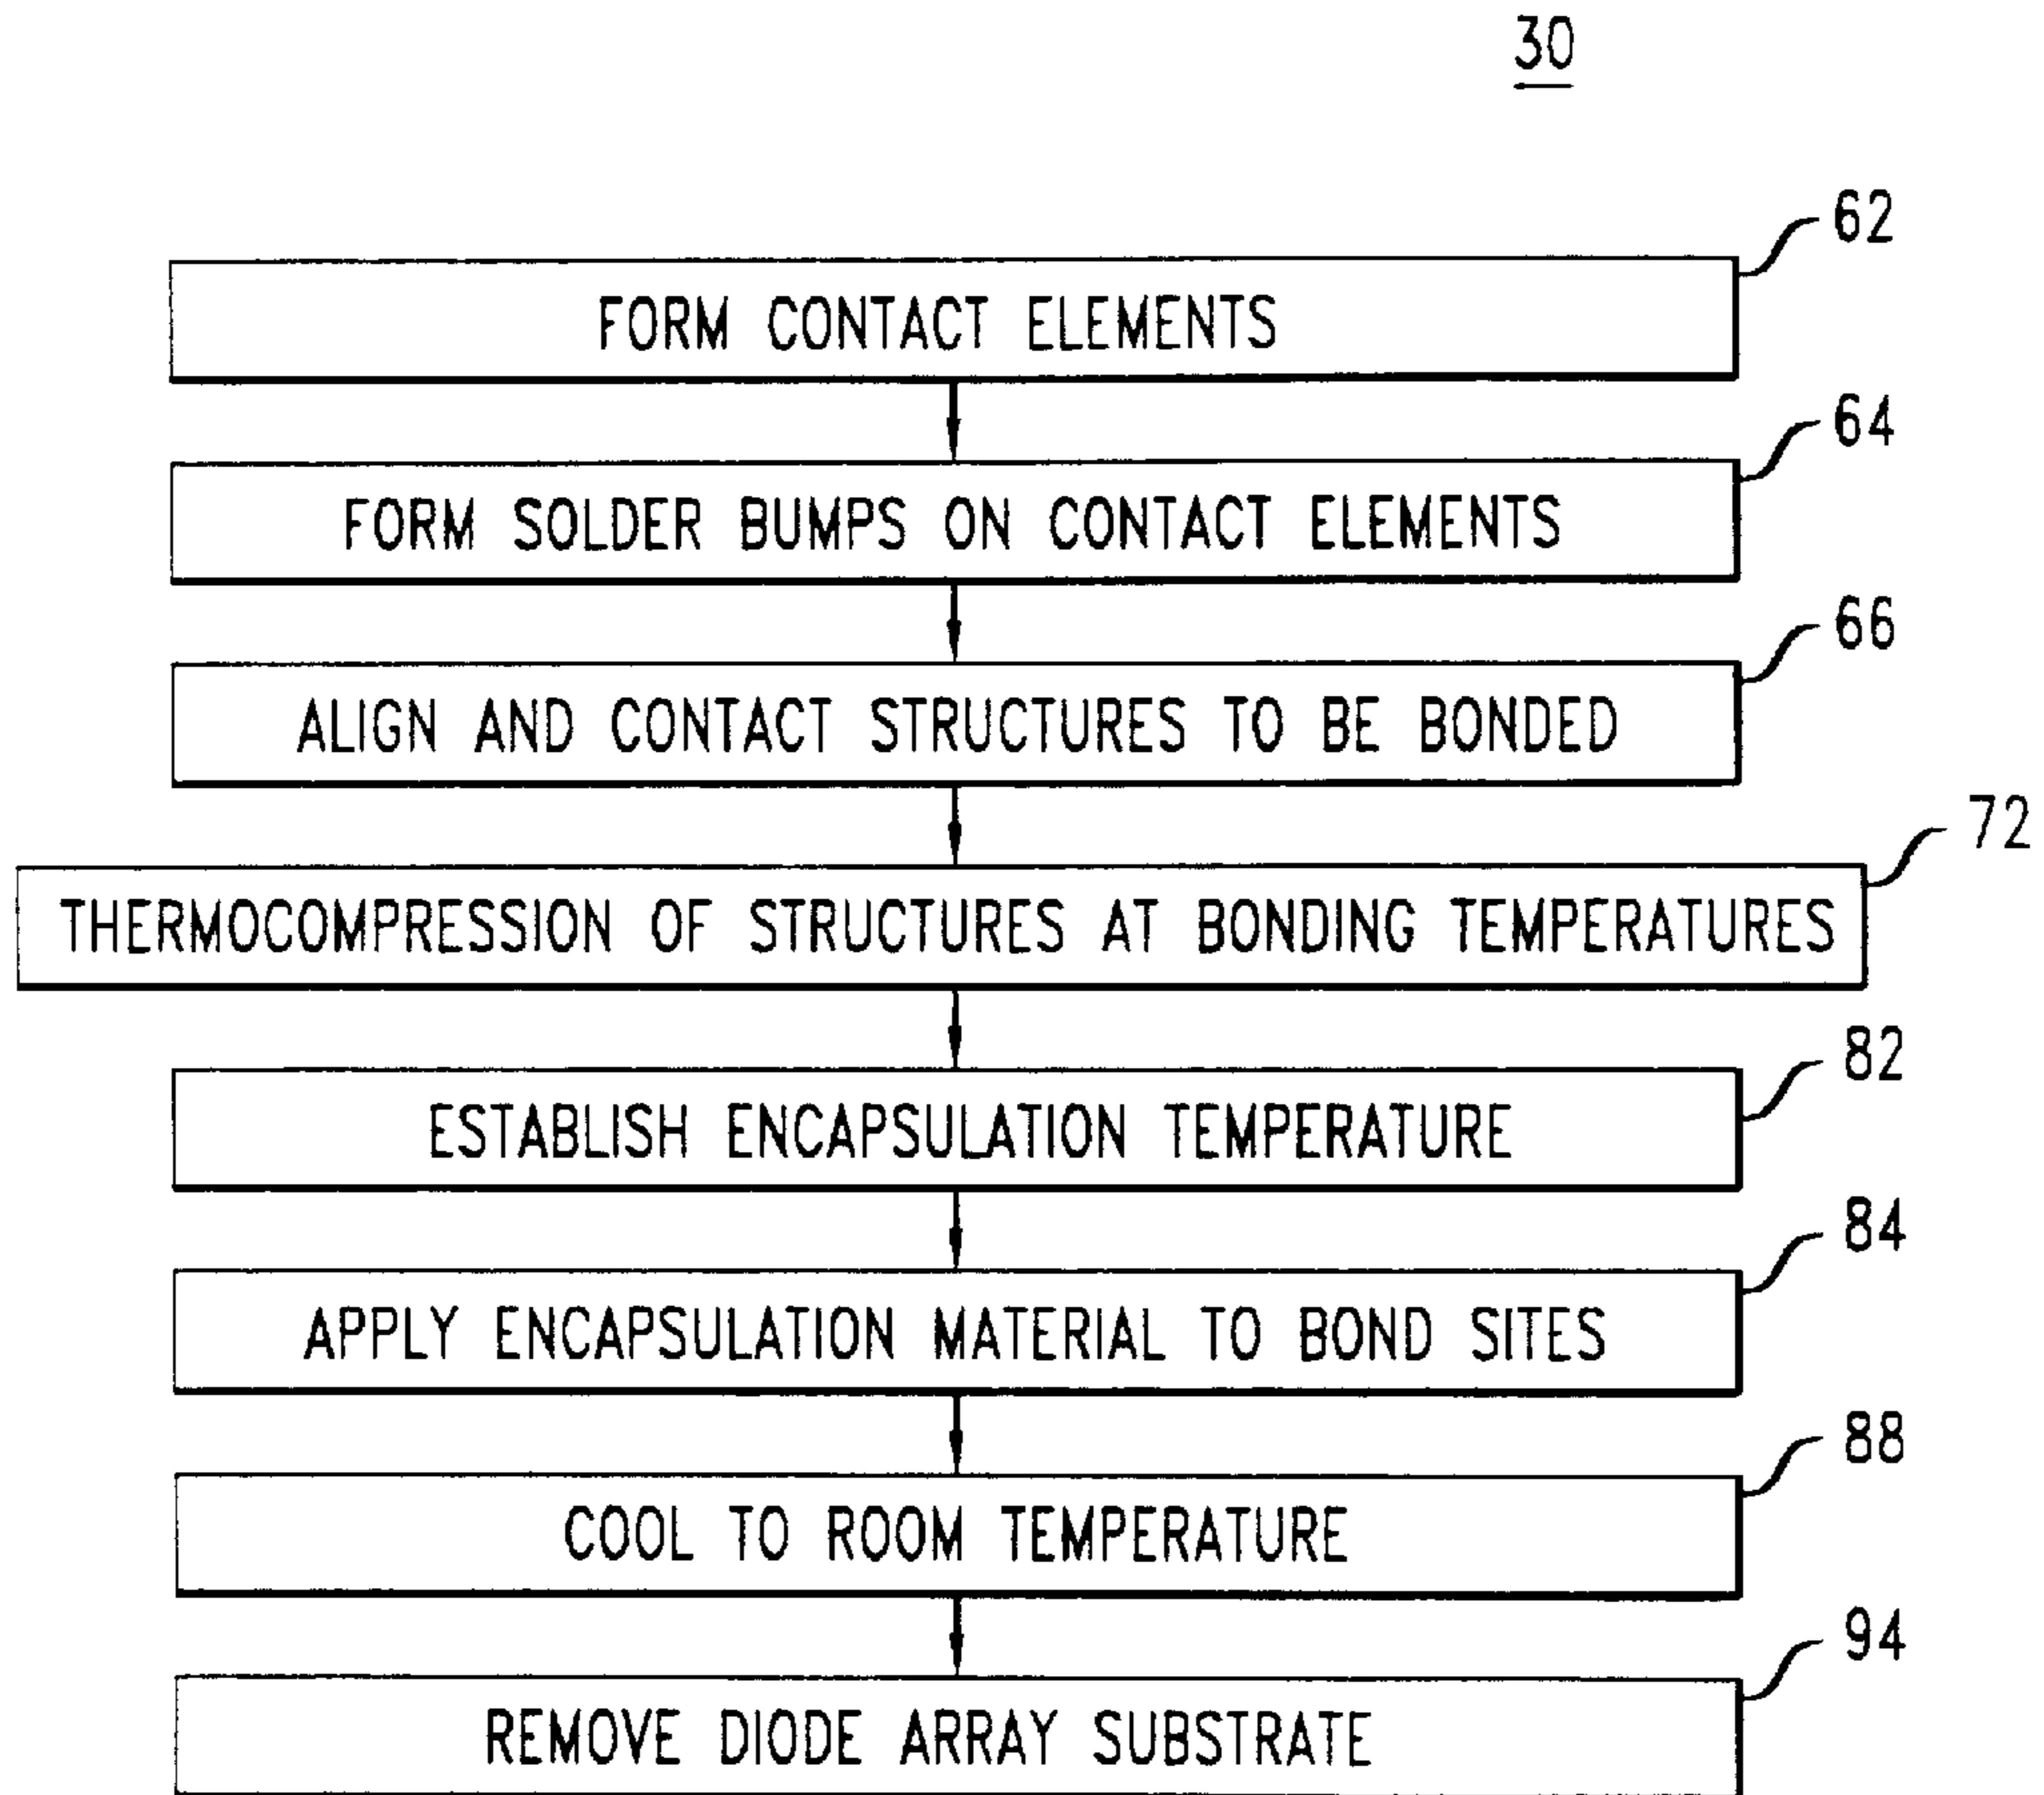 30
62
FORM CONTACT ELEMENTS
64
FORM SOLDER BUMPS ON CONTACT ELEMENTS
66
ALIGN AND CONTACT STRUCTURES TO BE BONDED
72
THERMOCOMPRESSION OF STRUCTURES AT BONDING TEMPERATURES
82
ESTABLISH ENCAPSULATION TEMPERATURE
84
APPLY ENCAPSULATION MATERIAL TO BOND SITES
88
COOL TO ROOM TEMPERATURE
94
REMOVE DIODE ARRAY SUBSTRATE